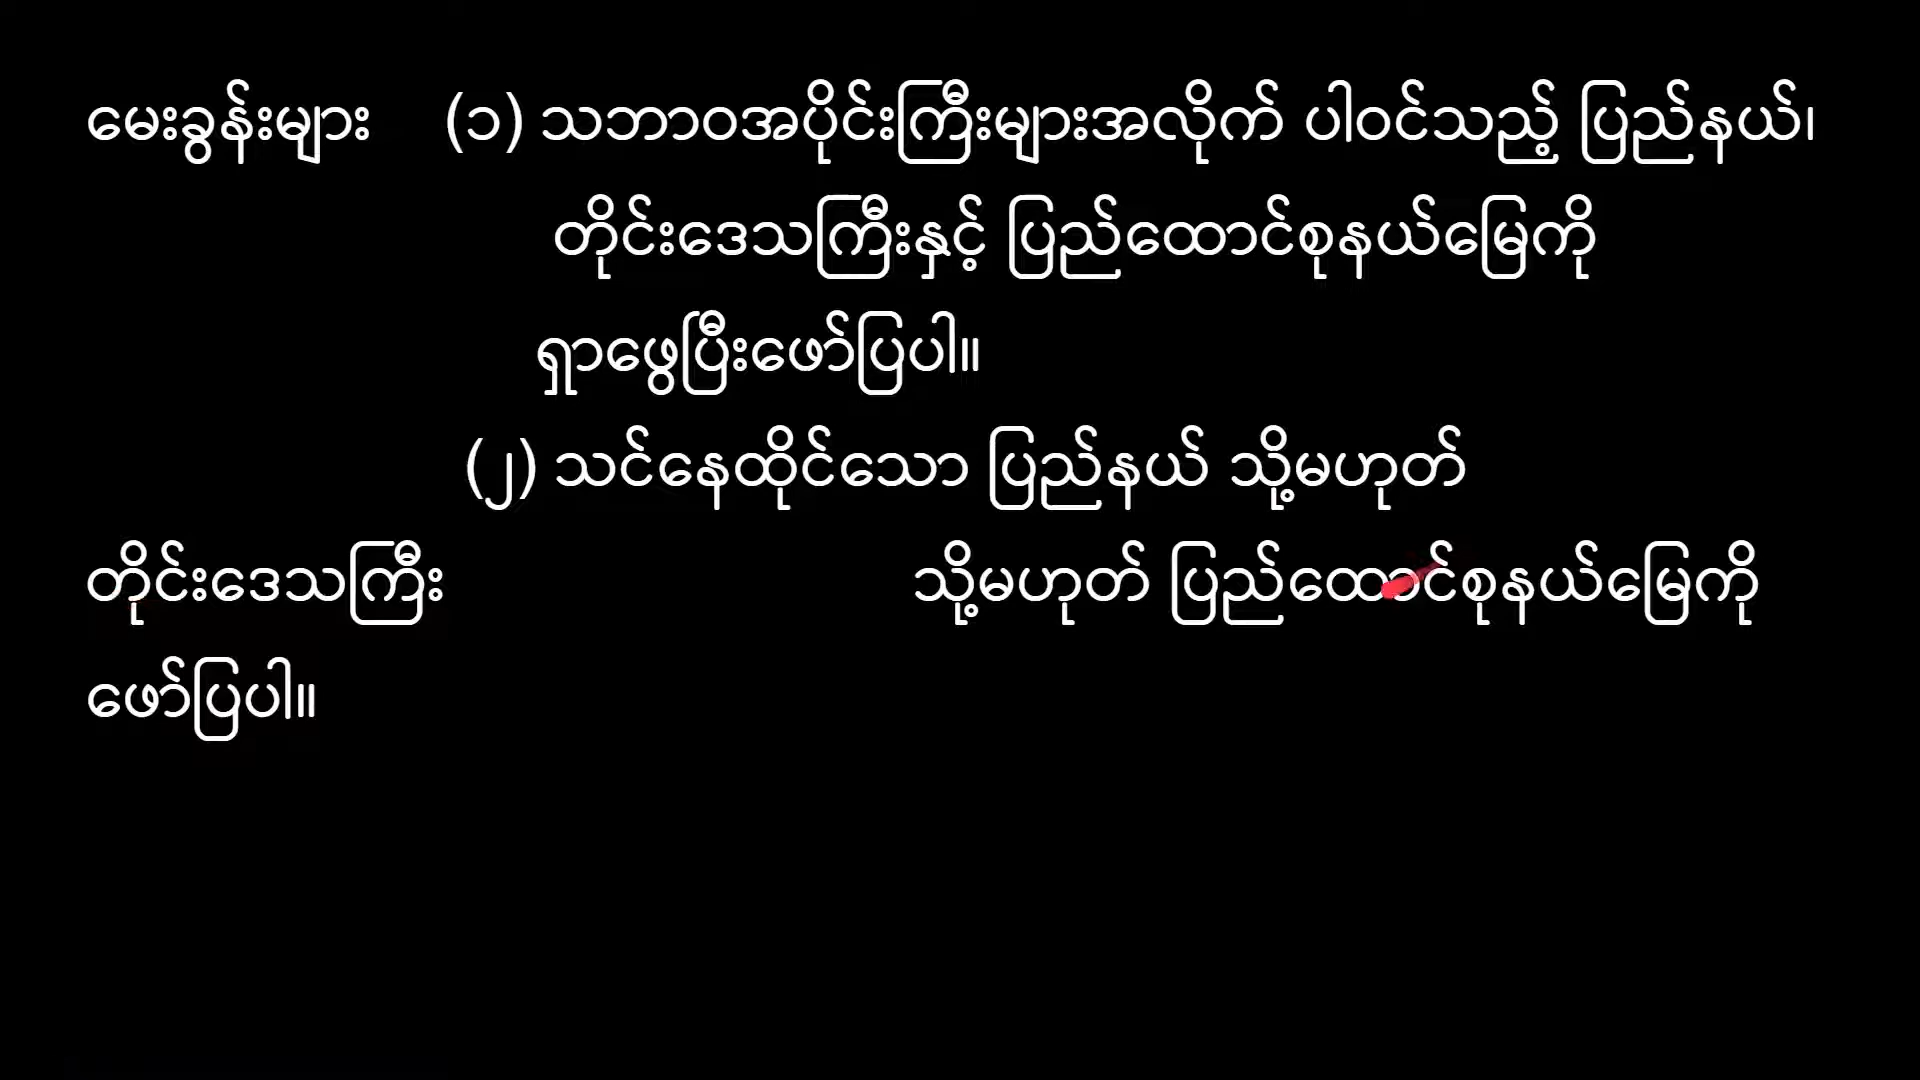 မေးခွန်းများ (၁) သဘာဝအပိုင်းကြီးများအလိုက် ပါဝင်သည့် ပြည်နယ်၊
တိုင်းဒေသကြီးနှင့် ပြည်ထောင်စုနယ်မြေကို
ရှာဖွေပြီးဖော်ပြပါ။
(၂) သင်နေထိုင်သော ပြည်နယ် သို့မဟုတ်
တိုင်းဒေသကြီး သို့မဟုတ် ပြည်ထောင်စုနယ်မြေကို
ဖော်ပြပါ။